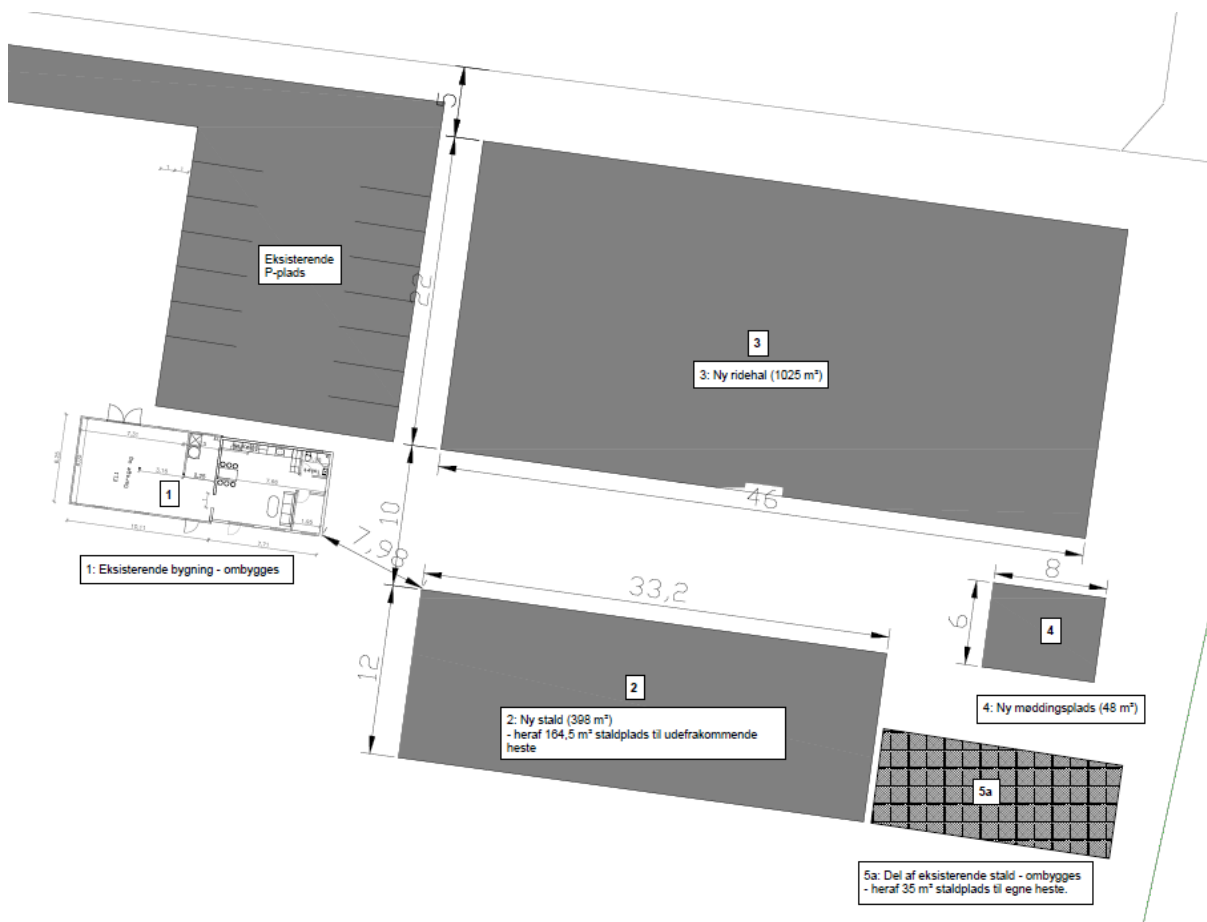 5
22
Eksisterende
P-plads
3
3: Ny ridehal (1025 m²)
46
1
1: Eksisterende bygning - ombygges
10
7,98
33,2
8
6
4
4: Ny møddingsplads (48 m²)
12
2
2: Ny stald (398 m²)
- heraf 164,5 m² staldplads til udefrakommende
heste
5a
5a: Del af eksisterende stald - ombygges
- heraf 35 m² staldplads til egne heste.